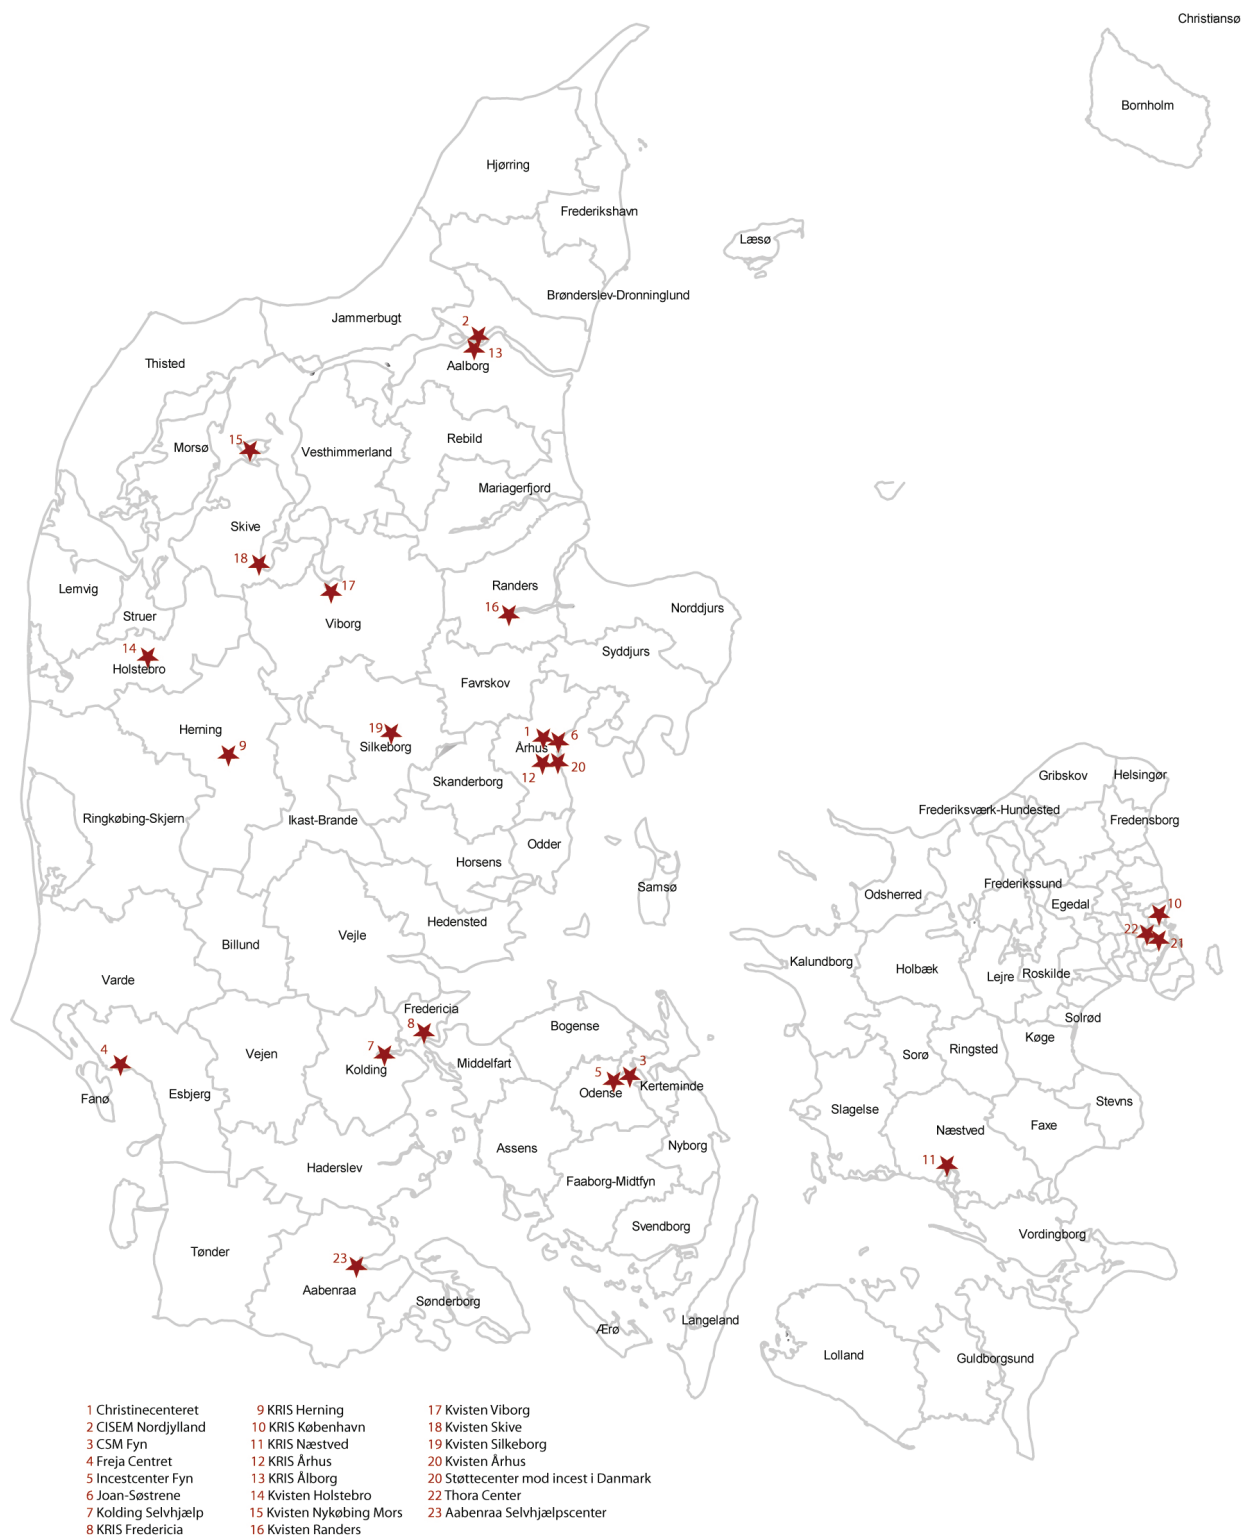 Christiansø
Bornholm
Hjørring
Frederikshavn
Læsø
Brønderslev-Dronninglund
Jammerbugt
2
13
Thisted
Aalborg
15
Morsø
Vesthimmerland
Rebild
Mariagerfjord
Skive
18
Lemvig
17
Randers
16
Norddjurs
Struer
Viborg
14
Holstebro
Syddjurs
Favrskov
Herning
9
19
Silkeborg
1
6
Århus
12
20
Skanderborg
Gribskov
Helsingør
Frederiksværk-Hundested
Fredensborg
Ringkøbing-Skjern
Ikast-Brande
Odder
Horsens
Samsø
Odsherred
Frederikssund
Egedal
10
22
21
Hedensted
Vejle
Billund
Kalundborg
Holbæk
Lejre
Roskilde
Varde
Fredericia
8
Bogense
Solrød
Køge
4
Vejen
7
Kolding
Middelfart
Sorø
Ringsted
5
3
Odense
Kerteminde
Fanø
Esbjerg
Slagelse
Stevns
Næstved
Faxe
Assens
Nyborg
11
Haderslev
Faaborg-Midtfyn
Svendborg
Vordingborg
Tønder
23
Aabenraa
Sønderborg
Ærø
Langeland
Lolland
Guldborgsund
1 Christinecenteret
2 CISEM Nordjylland
3 CSM Fyn
4 Freja Centret
5 Incestcenter Fyn
6 Joan-Søstrene
7 Kolding Selvhjælp
8 KRIS Fredericia
9 KRIS Herning
10 KRIS København
11 KRIS Næstved
12 KRIS Århus
13 KRIS Ålborg
14 Kvisten Holstebro
15 Kvisten Nykøbing Mors
16 Kvisten Randers
17 Kvisten Viborg
18 Kvisten Skive
19 Kvisten Silkeborg
20 Kvisten Århus
20 Støttecenter mod incest i Danmark
22 Thora Center
23 Aabenraa Selvhjælpscenter